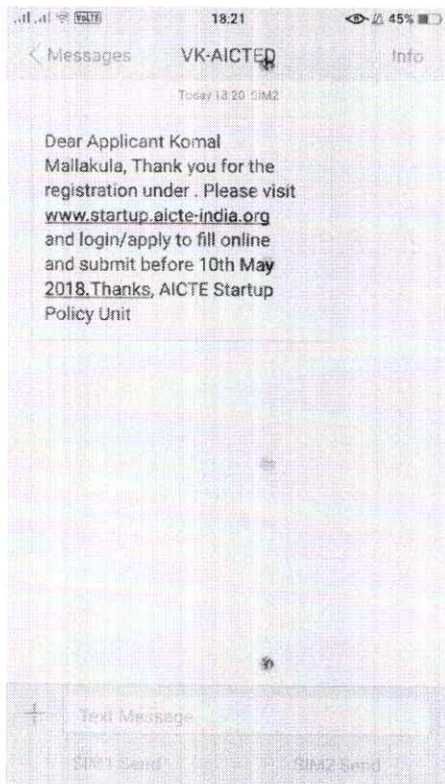 VoLTE 18:21 45%
Messages VK-AICTED Info
Today 18:20 SIM2
Dear Applicant Komal
Mallakula, Thank you for the
registration under . Please visit
www.startup.aicte-india.org
and login/apply to fill online
and submit before 10th May
2018.Thanks, AICTE Startup
Policy Unit
Text Message
SIM1 Send SIM2 Send